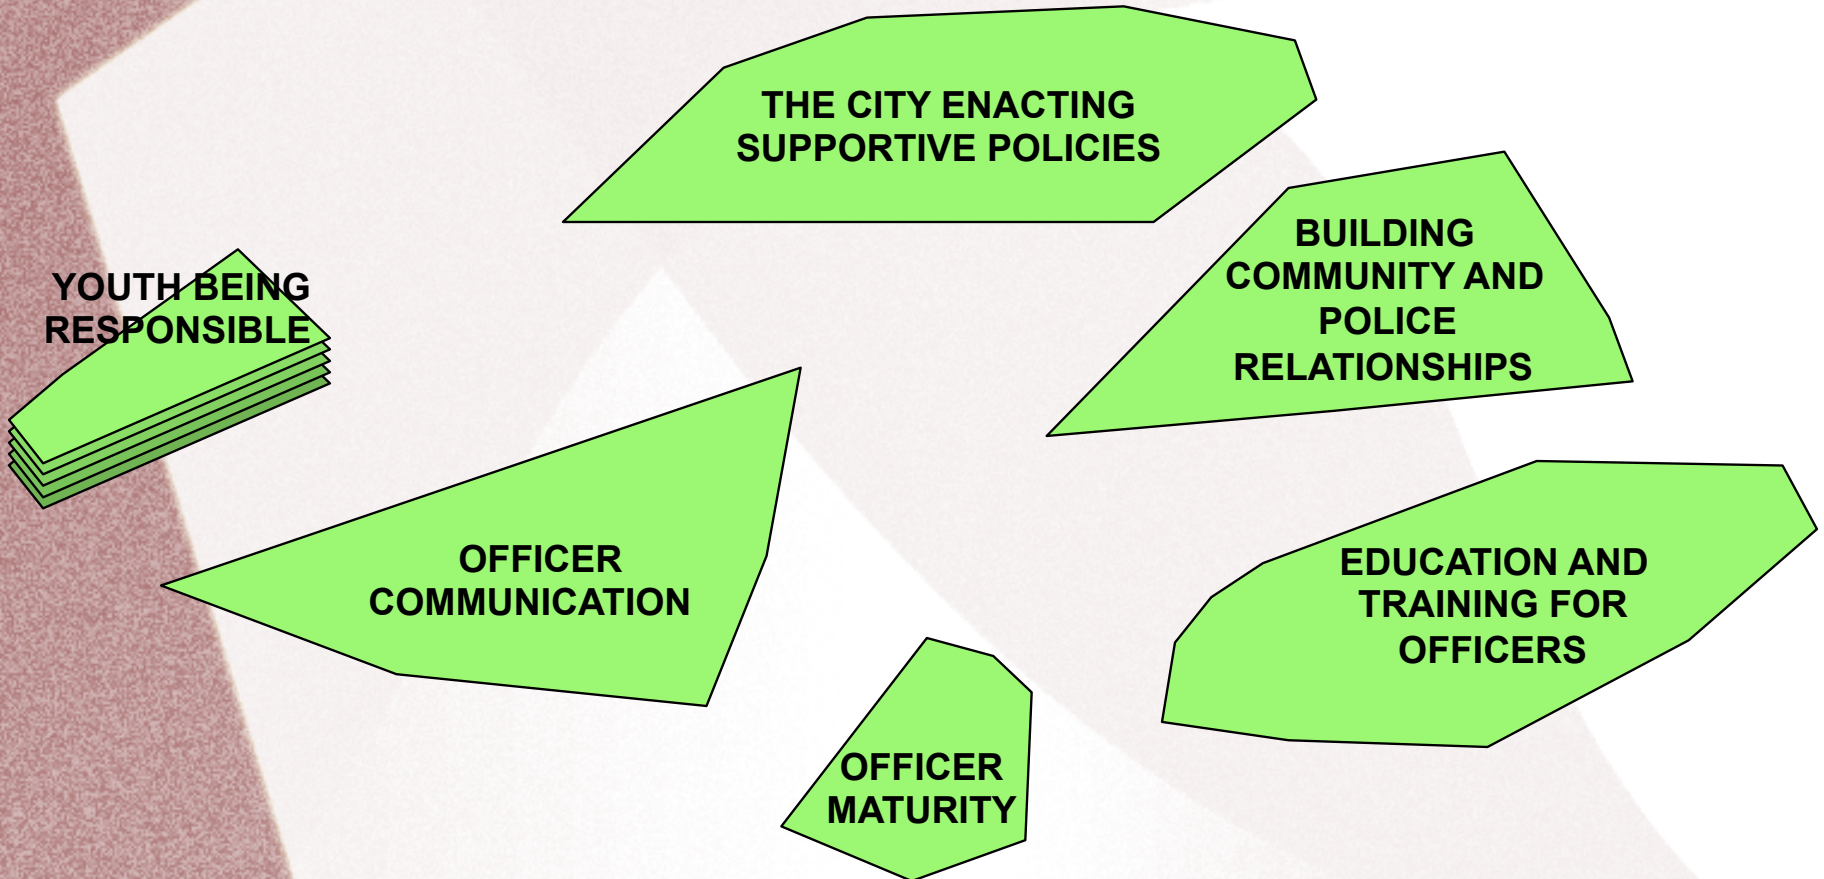 THE CITY ENACTING
SUPPORTIVE POLICIES
BUILDING
COMMUNITY AND
POLICE
RELATIONSHIPS
YOUTH BEING
RESPONSIBLE
OFFICER
COMMUNICATION
EDUCATION AND
TRAINING FOR
OFFICERS
OFFICER
MATURITY